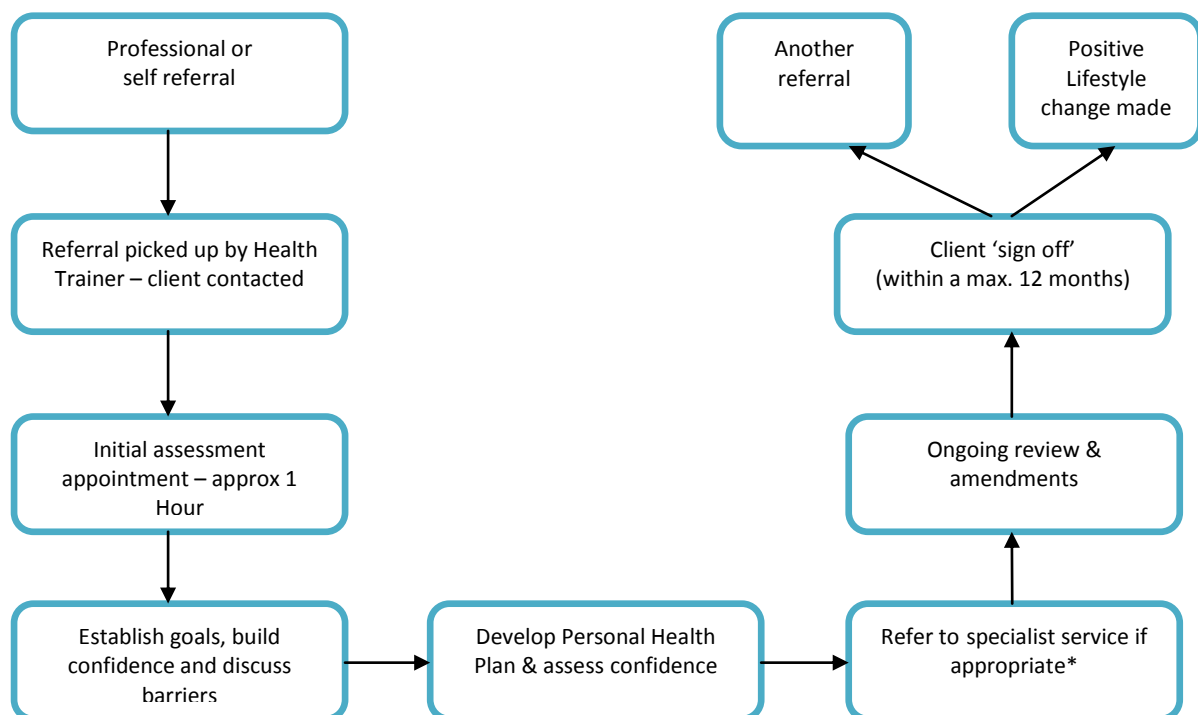 Professional or
self referral
Referral picked up by Health
Trainer – client contacted
Initial assessment
appointment – approx 1
Hour
Establish goals, build
confidence and discuss
barriers
Develop Personal Health
Plan & assess confidence
Refer to specialist service if
appropriate*
Ongoing review &
amendments
Client ‘sign off’
(within a max. 12 months)
Another
referral
Positive
Lifestyle
change made